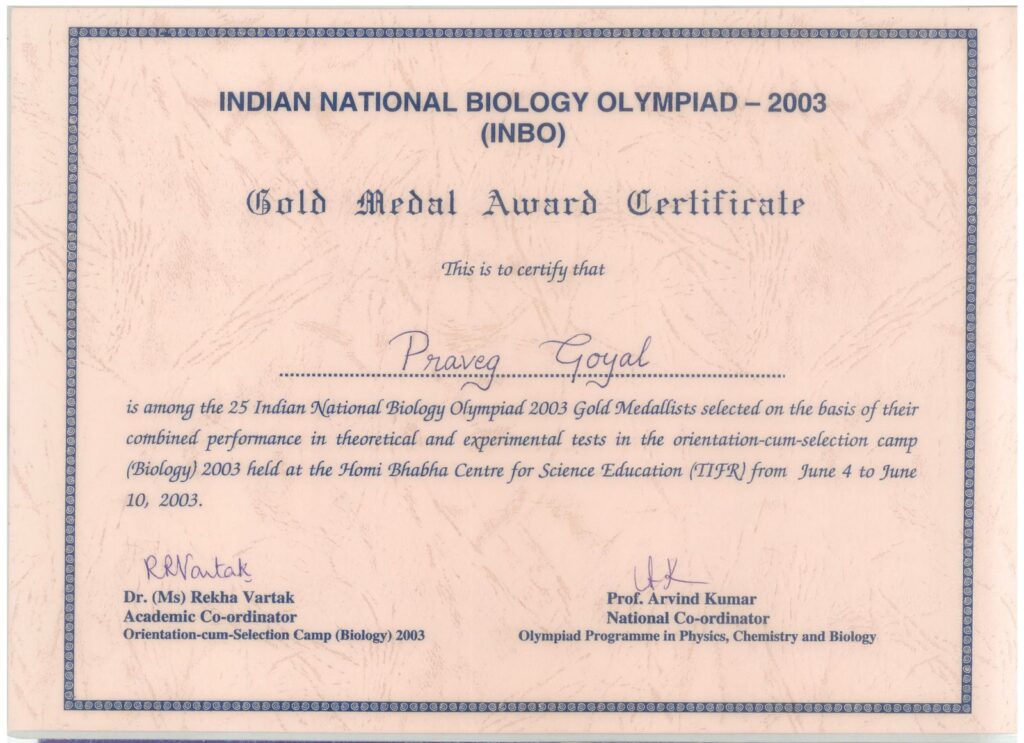 INDIAN NATIONAL BIOLOGY OLYMPIAD – 2003
(INBO)
Gold Medal Award Certificate
This is to certify that
Praveg Goyal
is among the 25 Indian National Biology Olympiad 2003 Gold Medallists selected on the basis of their
combined performance in theoretical and experimental tests in the orientation-cum-selection camp
(Biology) 2003 held at the Homi Bhabha Centre for Science Education (TIFR) from June 4 to June
10, 2003.
RRVartak
Dr. (Ms) Rekha Vartak
Academic Co-ordinator
Orientation-cum-Selection Camp (Biology) 2003
Prof. Arvind Kumar
National Co-ordinator
Olympiad Programme in Physics, Chemistry and Biology